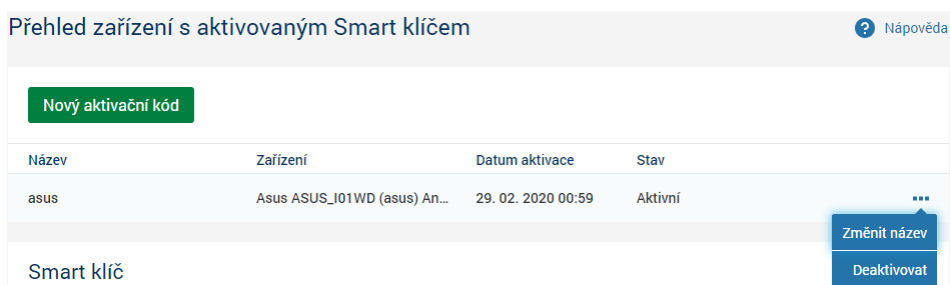 Přehled zařízení s aktivovaným Smart klíčem
Nápověda
Nový aktivační kód
Název Zařízení Datum aktivace Stav
asus Asus ASUS_I01WD (asus) An... 29. 02. 2020 00:59 Aktivní
Změnit název
Deaktivovat
Smart klíč